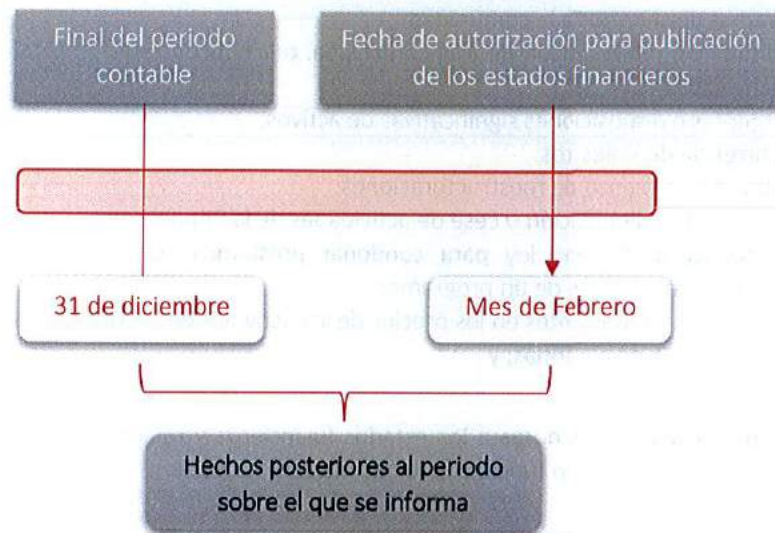 Final del periodo
contable
Fecha de autorización para publicación
de los estados financieros
31 de diciembre
Mes de Febrero
Hechos posteriores al periodo
sobre el que se informa